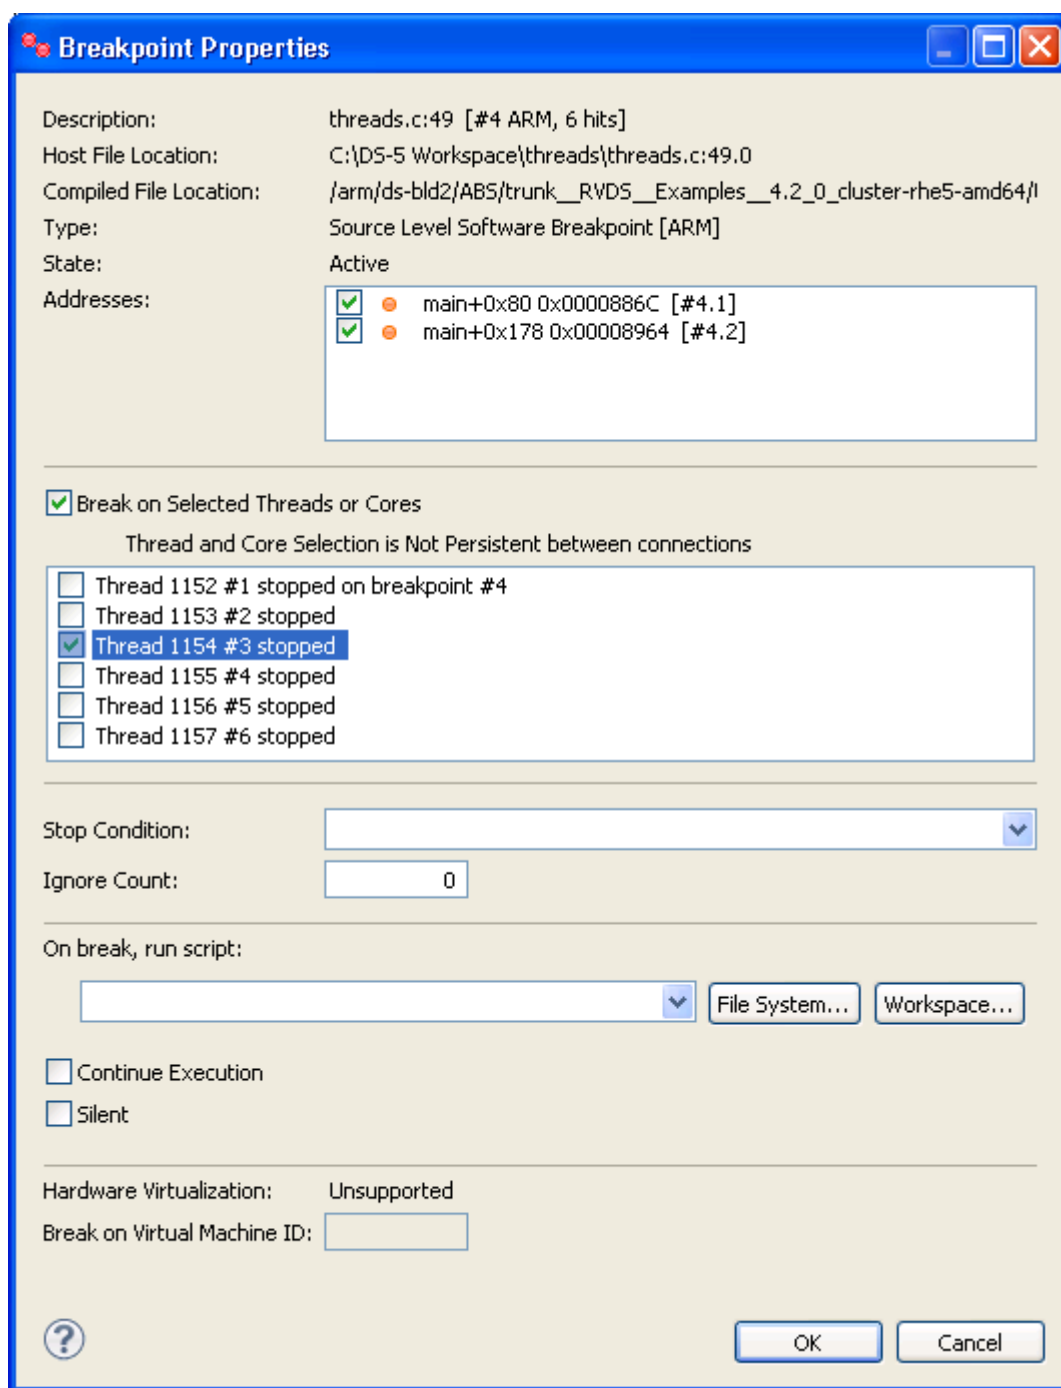 Breakpoint Properties
Description: threads.c:49 [#4 ARM, 6 hits]
Host File Location: C:\DS-5 Workspace\threads\threads.c:49.0
Compiled File Location: /arm/ds-bld2/ABS/trunk__RVDS__Examples__4.2_0_cluster-rhe5-amd64/
Type: Source Level Software Breakpoint [ARM]
State: Active
Addresses: main+0x80 0x0000886C [#4.1]
main+0x178 0x00008964 [#4.2]
Break on Selected Threads or Cores
Thread and Core Selection is Not Persistent between connections
Thread 1152 #1 stopped on breakpoint #4
Thread 1153 #2 stopped
Thread 1154 #3 stopped
Thread 1155 #4 stopped
Thread 1156 #5 stopped
Thread 1157 #6 stopped
Stop Condition:
Ignore Count: 0
On break, run script:
File System... Workspace...
Continue Execution
Silent
Hardware Virtualization: Unsupported
Break on Virtual Machine ID:
? OK Cancel